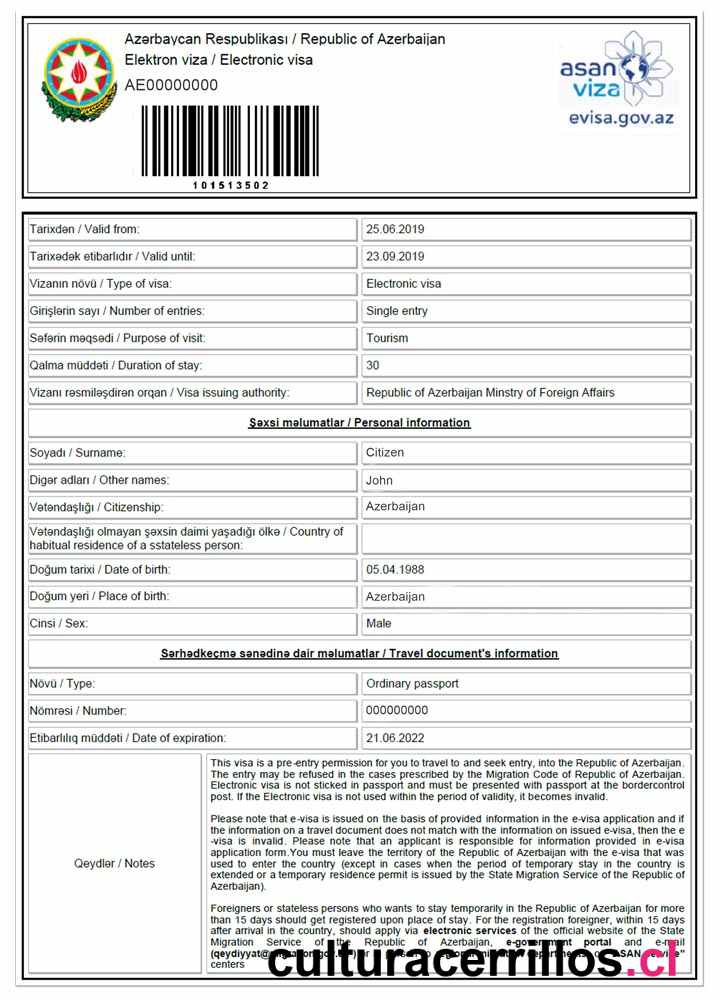 Azərbaycan Respublikası / Republic of Azerbaijan
Elektron viza / Electronic visa
AE00000000
101513502
asan
viza
evisa.gov.az
Tarixdən / Valid from: 25.06.2019
Tarixədək etibarlıdır / Valid until: 23.09.2019
Vizanın növü / Type of visa: Electronic visa
Girişlərin sayı / Number of entries: Single entry
Səfərin məqsədi / Purpose of visit: Tourism
Qalma müddəti / Duration of stay: 30
Vizanı rəsmiləşdirən orqan / Visa issuing authority: Republic of Azerbaijan Minstry of Foreign Affairs
Şəxsi məlumatlar / Personal information
Soyadı / Surname: Citizen
Digər adları / Other names: John
Vətəndaşlığı / Citizenship: Azerbaijan
Vətəndaşlığı olmayan şəxsin daimi yaşadığı ölkə / Country of
habitual residence of a sstateless person:
Doğum tarixi / Date of birth: 05.04.1988
Doğum yeri / Place of birth: Azerbaijan
Cinsi / Sex: Male
Sərhədkeçmə sənədinə dair məlumatlar / Travel document's information
Növü / Type: Ordinary passport
Nömrəsi / Number: 000000000
Etibarlılıq müddəti / Date of expiration: 21.06.2022
Qeydlər / Notes
This visa is a pre-entry permission for you to travel to and seek entry, into the Republic of Azerbaijan.
The entry may be refused in the cases prescribed by the Migration Code of Republic of Azerbaijan.
Electronic visa is not sticked in passport and must be presented with passport at the bordercontrol
post. If the Electronic visa is not used within the period of validity, it becomes invalid.
Please note that e-visa is issued on the basis of provided information in the e-visa application and if
the information on a travel document does not match with the information on issued e-visa, then the e
-visa is invalid. Please note that an applicant is responsible for information provided in e-visa
application form.You must leave the territory of the Republic of Azerbaijan with the e-visa that was
used to enter the country (except in cases when the period of temporary stay in the country is
extended or a temporary residence permit is issued by the State Migration Service of the Republic of
Azerbaijan).
Foreigners or stateless persons who wants to stay temporarily in the Republic of Azerbaijan for more
than 15 days should get registered upon place of stay. For the registration foreigner, within 15 days
after arrival in the country, should apply via electronic services of the official website of the State
Migration Service of the Republic of Azerbaijan, e-government portal and e-mail
centers
culturacerrillos.cl